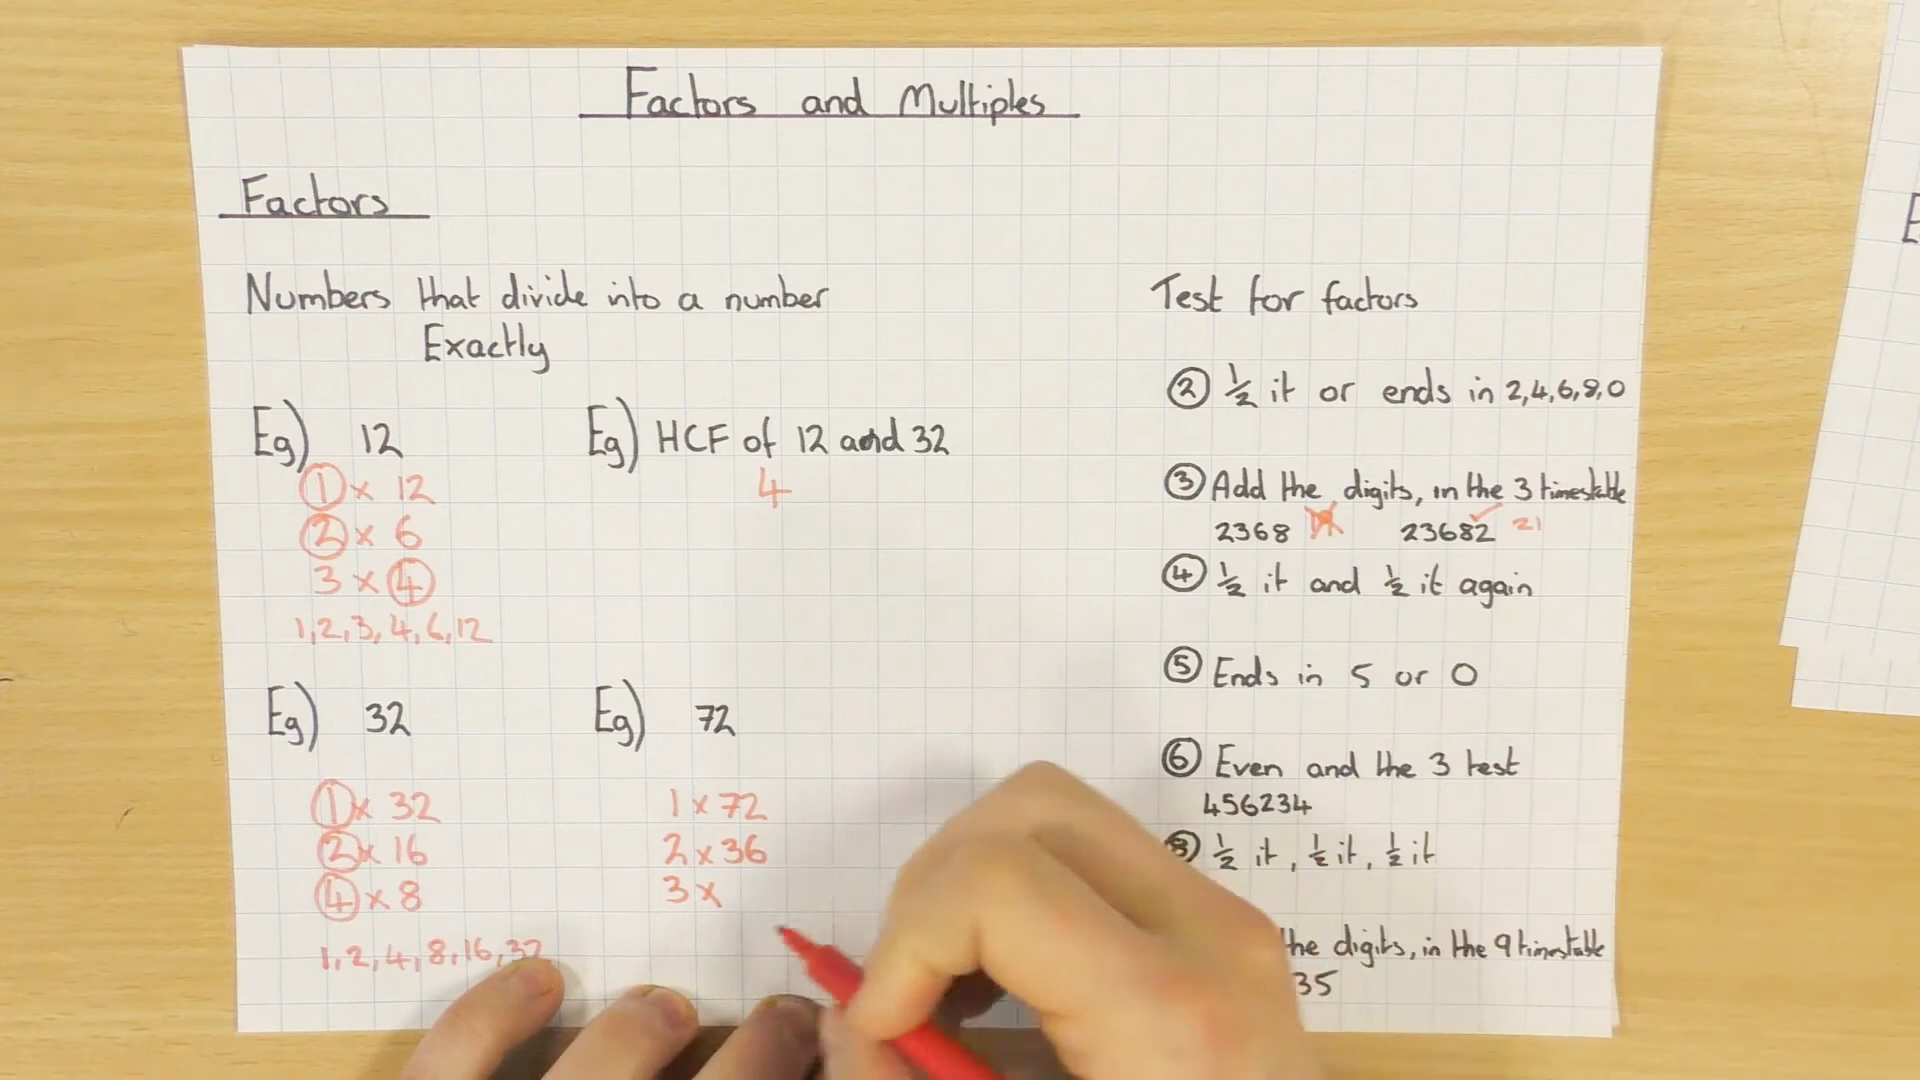 Factors and Multiples
Factors
Numbers that divide into a number
Exactly
Eg) 12
1 x 12
2 x 6
3 x 4
1,2,3,4,6,12
Eg) HCF of 12 and 32
4
Eg) 32
1 x 32
2 x 16
4 x 8
1,2,4,8,16,32
Eg) 72
1 x 72
2 x 36
3 x
Test for factors
② ½ it or ends in 2,4,6,8,0
③ Add the digits, in the 3 timestable
2368 23682 21
④ ½ it and ½ it again
⑤ Ends in 5 or 0
⑥ Even and the 3 test
456234
⑧ ½ it, ½ it, ½ it
the digits, in the 9 timestable
35